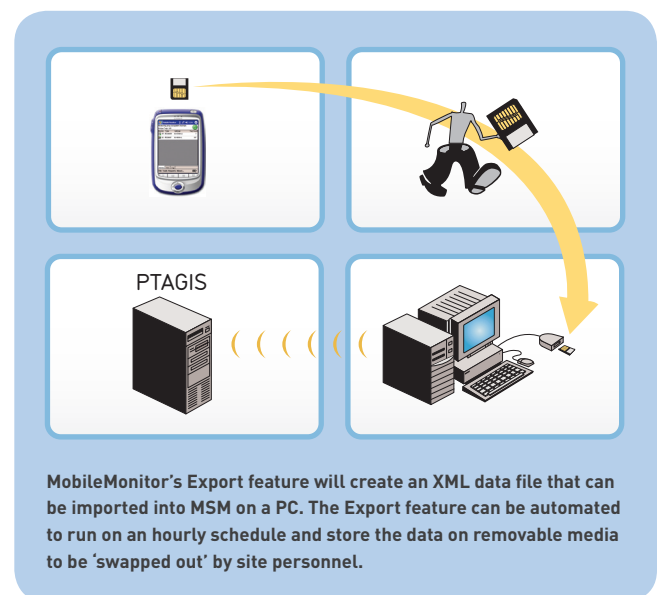 PTAGIS
MobileMonitor's Export feature will create an XML data file that can
be imported into MSM on a PC. The Export feature can be automated
to run on an hourly schedule and store the data on removable media
to be ‘swapped out’ by site personnel.